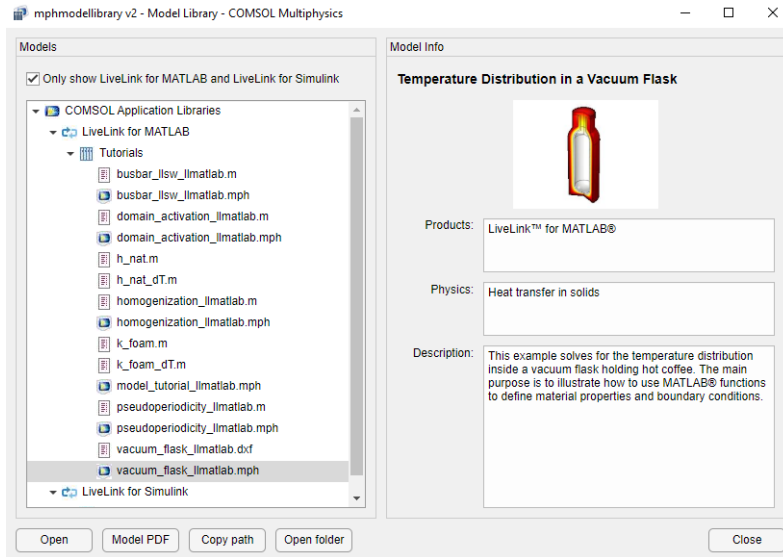 mphmodellibrary v2 - Model Library - COMSOL Multiphysics
Models
Only show LiveLink for MATLAB and LiveLink for Simulink
COMSOL Application Libraries
LiveLink for MATLAB
Tutorials
busbar_llsw_llmatlab.m
busbar_llsw_llmatlab.mph
domain_activation_llmatlab.m
domain_activation_llmatlab.mph
h_nat.m
h_nat_dT.m
homogenization_llmatlab.m
homogenization_llmatlab.mph
k_foam.m
k_foam_dT.m
model_tutorial_llmatlab.mph
pseudoperiodicity_llmatlab.m
pseudoperiodicity_llmatlab.mph
vacuum_flask_llmatlab.dxf
vacuum_flask_llmatlab.mph
LiveLink for Simulink
Model Info
Temperature Distribution in a Vacuum Flask
Products:
LiveLink™ for MATLAB®
Physics:
Heat transfer in solids
Description:
This example solves for the temperature distribution
inside a vacuum flask holding hot coffee. The main
purpose is to illustrate how to use MATLAB® functions
to define material properties and boundary conditions.
Open
Model PDF
Copy path
Open folder
Close